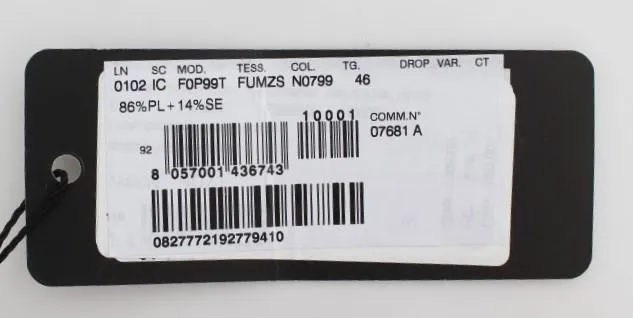 LN SC MOD. TESS. COL. TG. DROP VAR. CT
0102 IC F0P99T FUMZS N0799 46
86%PL+14%SE
10001 COMM.N°
07681 A
92
8 057001 436743
0827772192779410